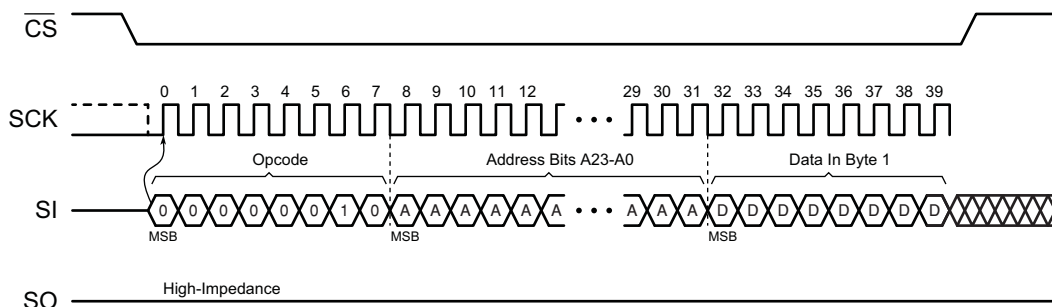 CS
0 1 2 3 4 5 6 7 8 9 10 11 12 29 30 31 32 33 34 35 36 37 38 39
SCK
Opcode Address Bits A23-A0 Data In Byte 1
SI 0 0 0 0 0 0 1 0 A A A A A A A A A D D D D D D D D
MSB MSB MSB
High-Impedance
SO